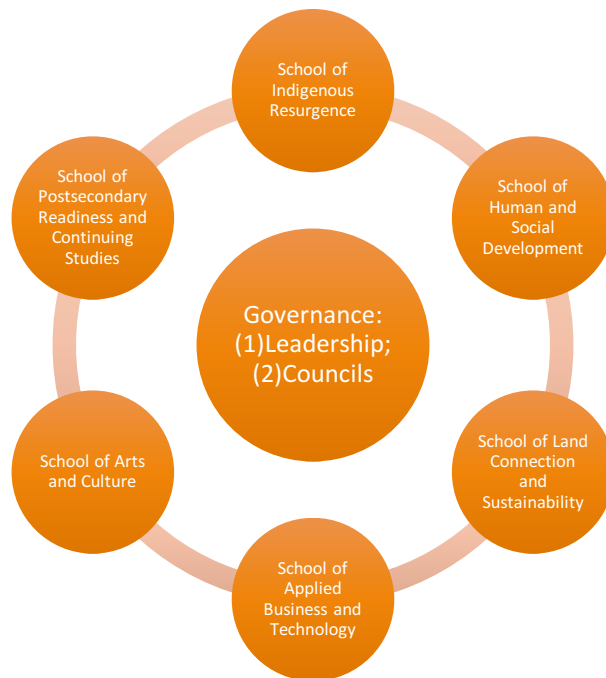 School of
Indigenous
Resurgence
School of
Human and
Social
Development
School of Land
Connection
and
Sustainability
School of
Applied
Business and
Technology
School of Arts
and Culture
School of
Postsecondary
Readiness and
Continuing
Studies
Governance:
(1)Leadership;
(2)Councils